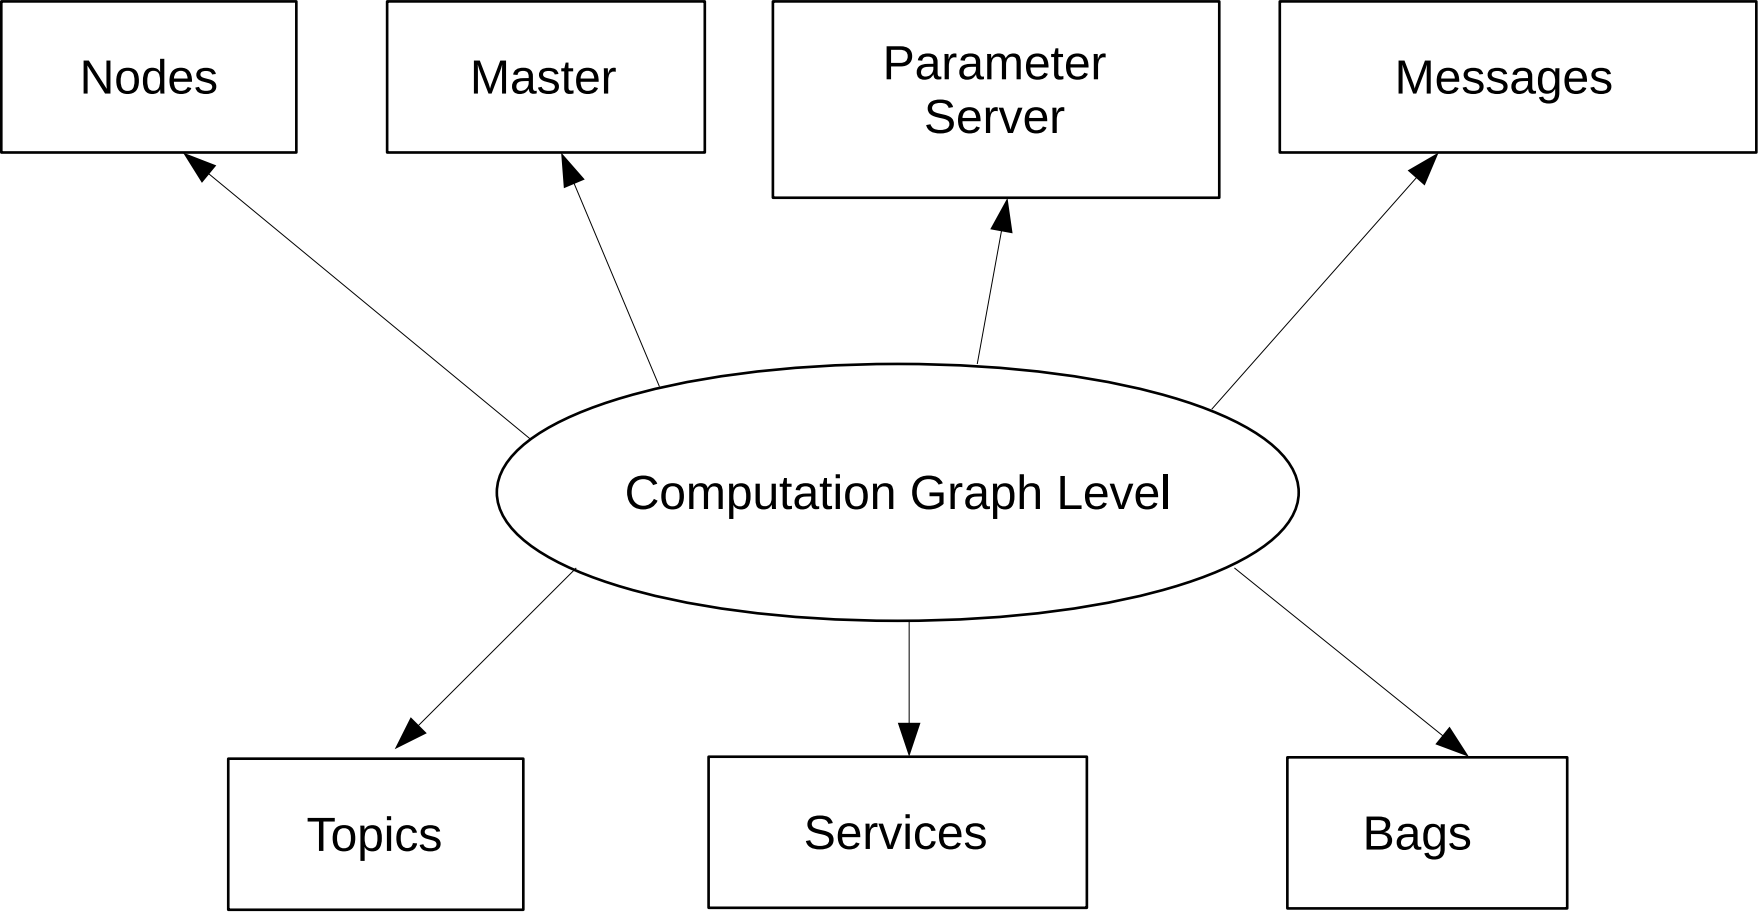 Nodes
Master
Parameter
Server
Messages
Computation Graph Level
Topics
Services
Bags